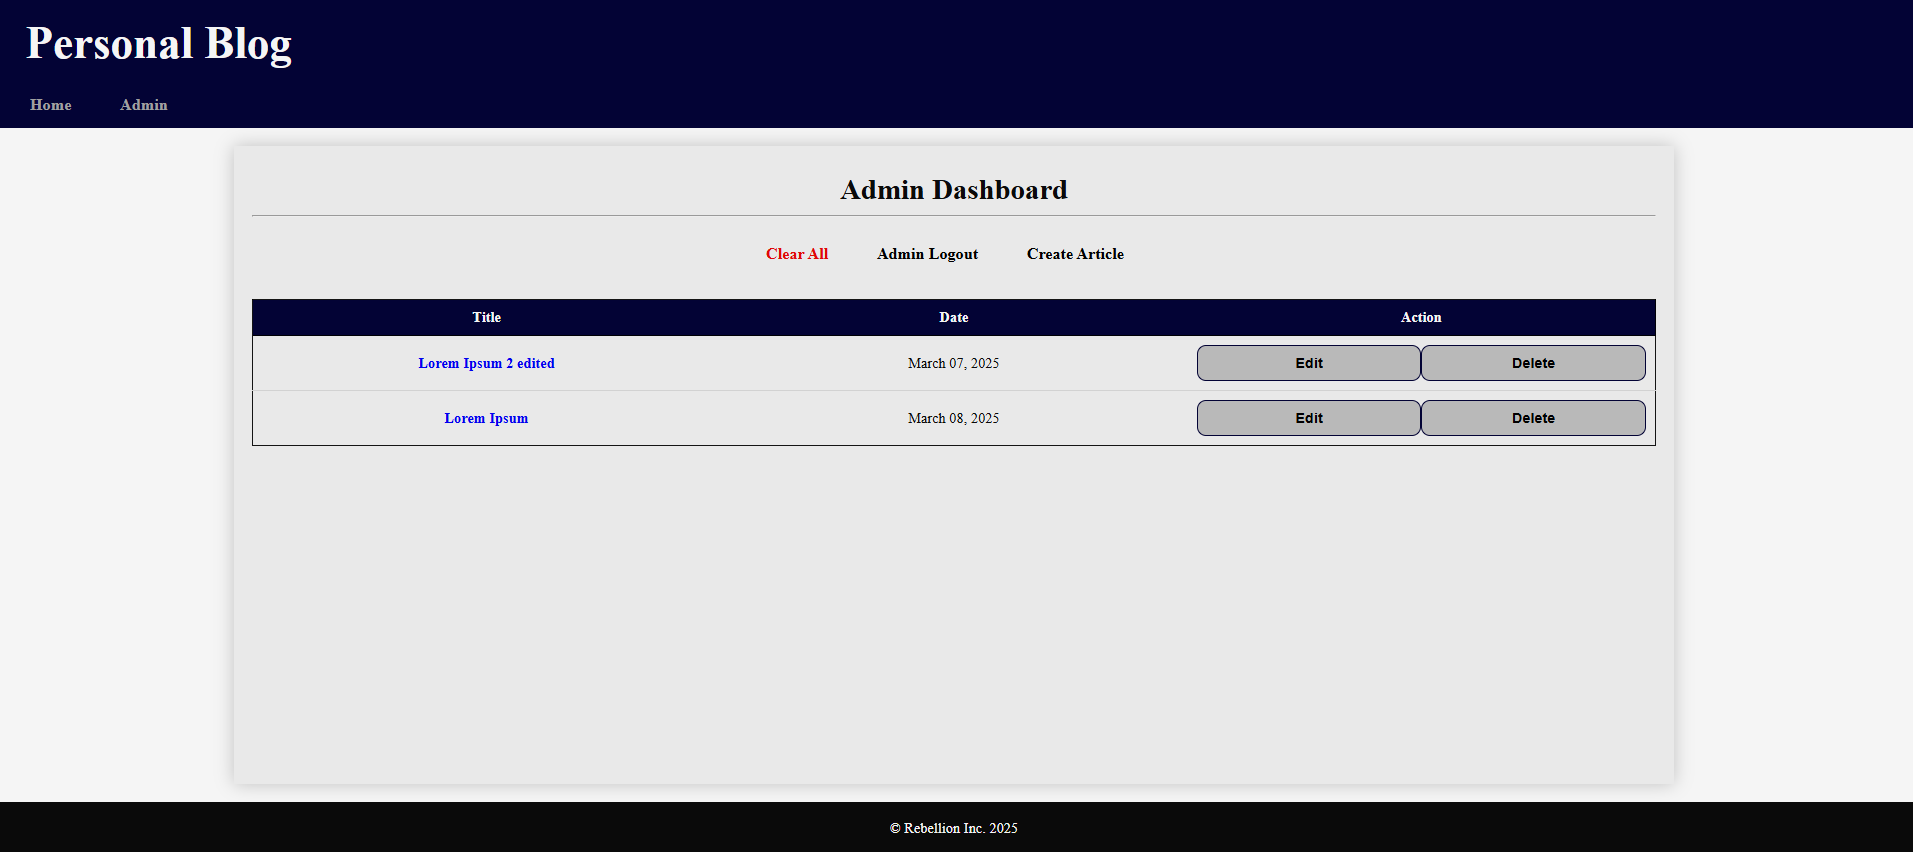 Personal Blog
Home Admin
Admin Dashboard
Clear All Admin Logout Create Article
Title Date Action
Lorem Ipsum 2 edited March 07, 2025 Edit Delete
Lorem Ipsum March 08, 2025 Edit Delete
© Rebellion Inc. 2025